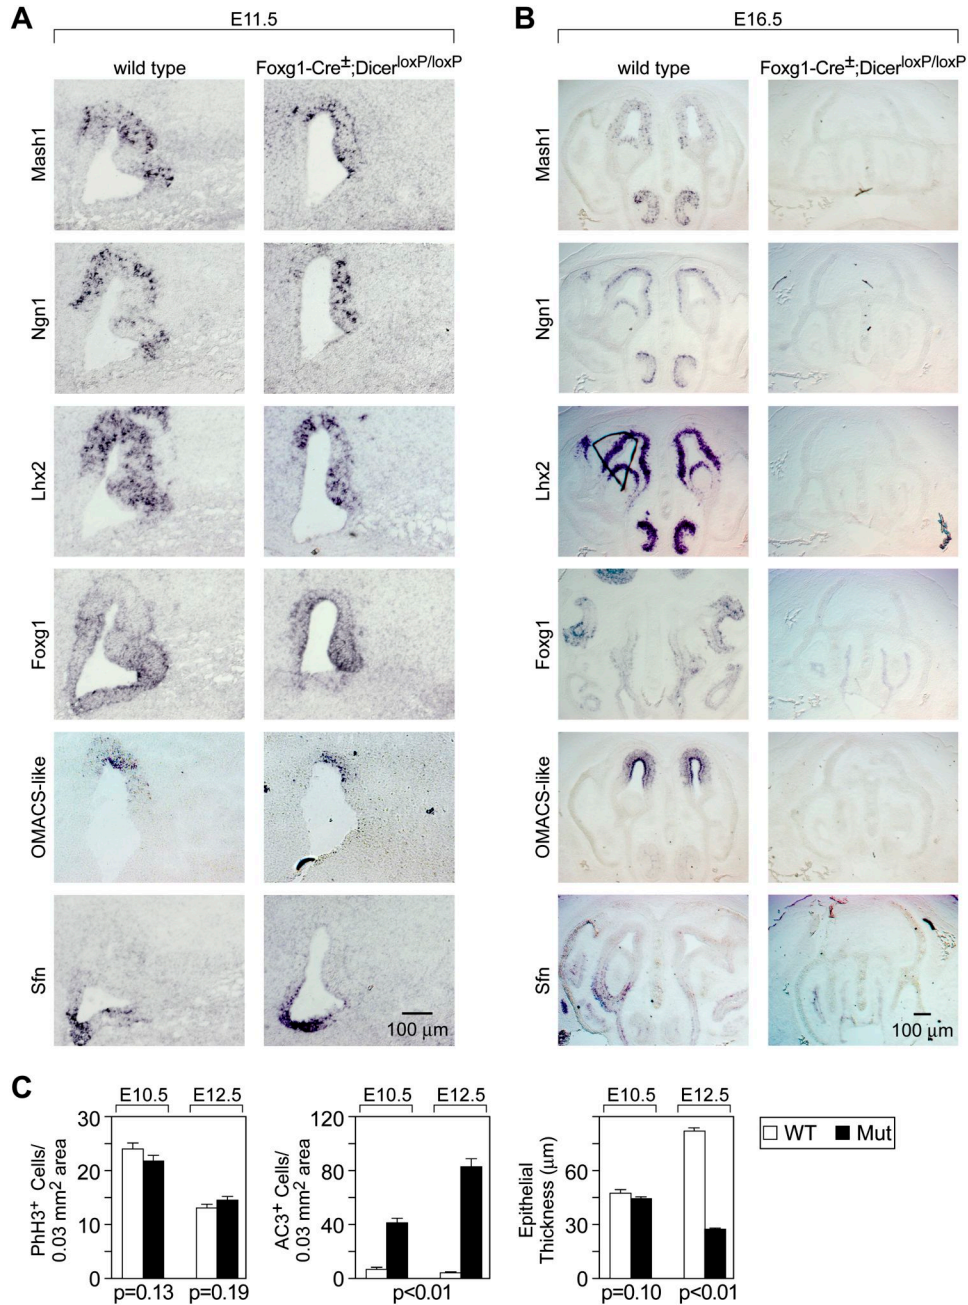 A
E11.5
wild type
Foxg1-Cre±;DicerloxP/loxP
Mash1
Ngn1
Lhx2
Foxg1
OMACS-like
Sfn
100 µm
B
E16.5
wild type
Foxg1-Cre±;DicerloxP/loxP
Mash1
Ngn1
Lhx2
Foxg1
OMACS-like
Sfn
100 µm
C
E10.5 E12.5
PhH3+ Cells/
0.03 mm2 area
30
20
10
0
p=0.13 p=0.19
E10.5 E12.5
AC3+ Cells/
0.03 mm2 area
120
80
40
0
p<0.01
E10.5 E12.5
Epithelial
Thickness (µm)
60
30
0
p=0.10 p<0.01
WT Mut